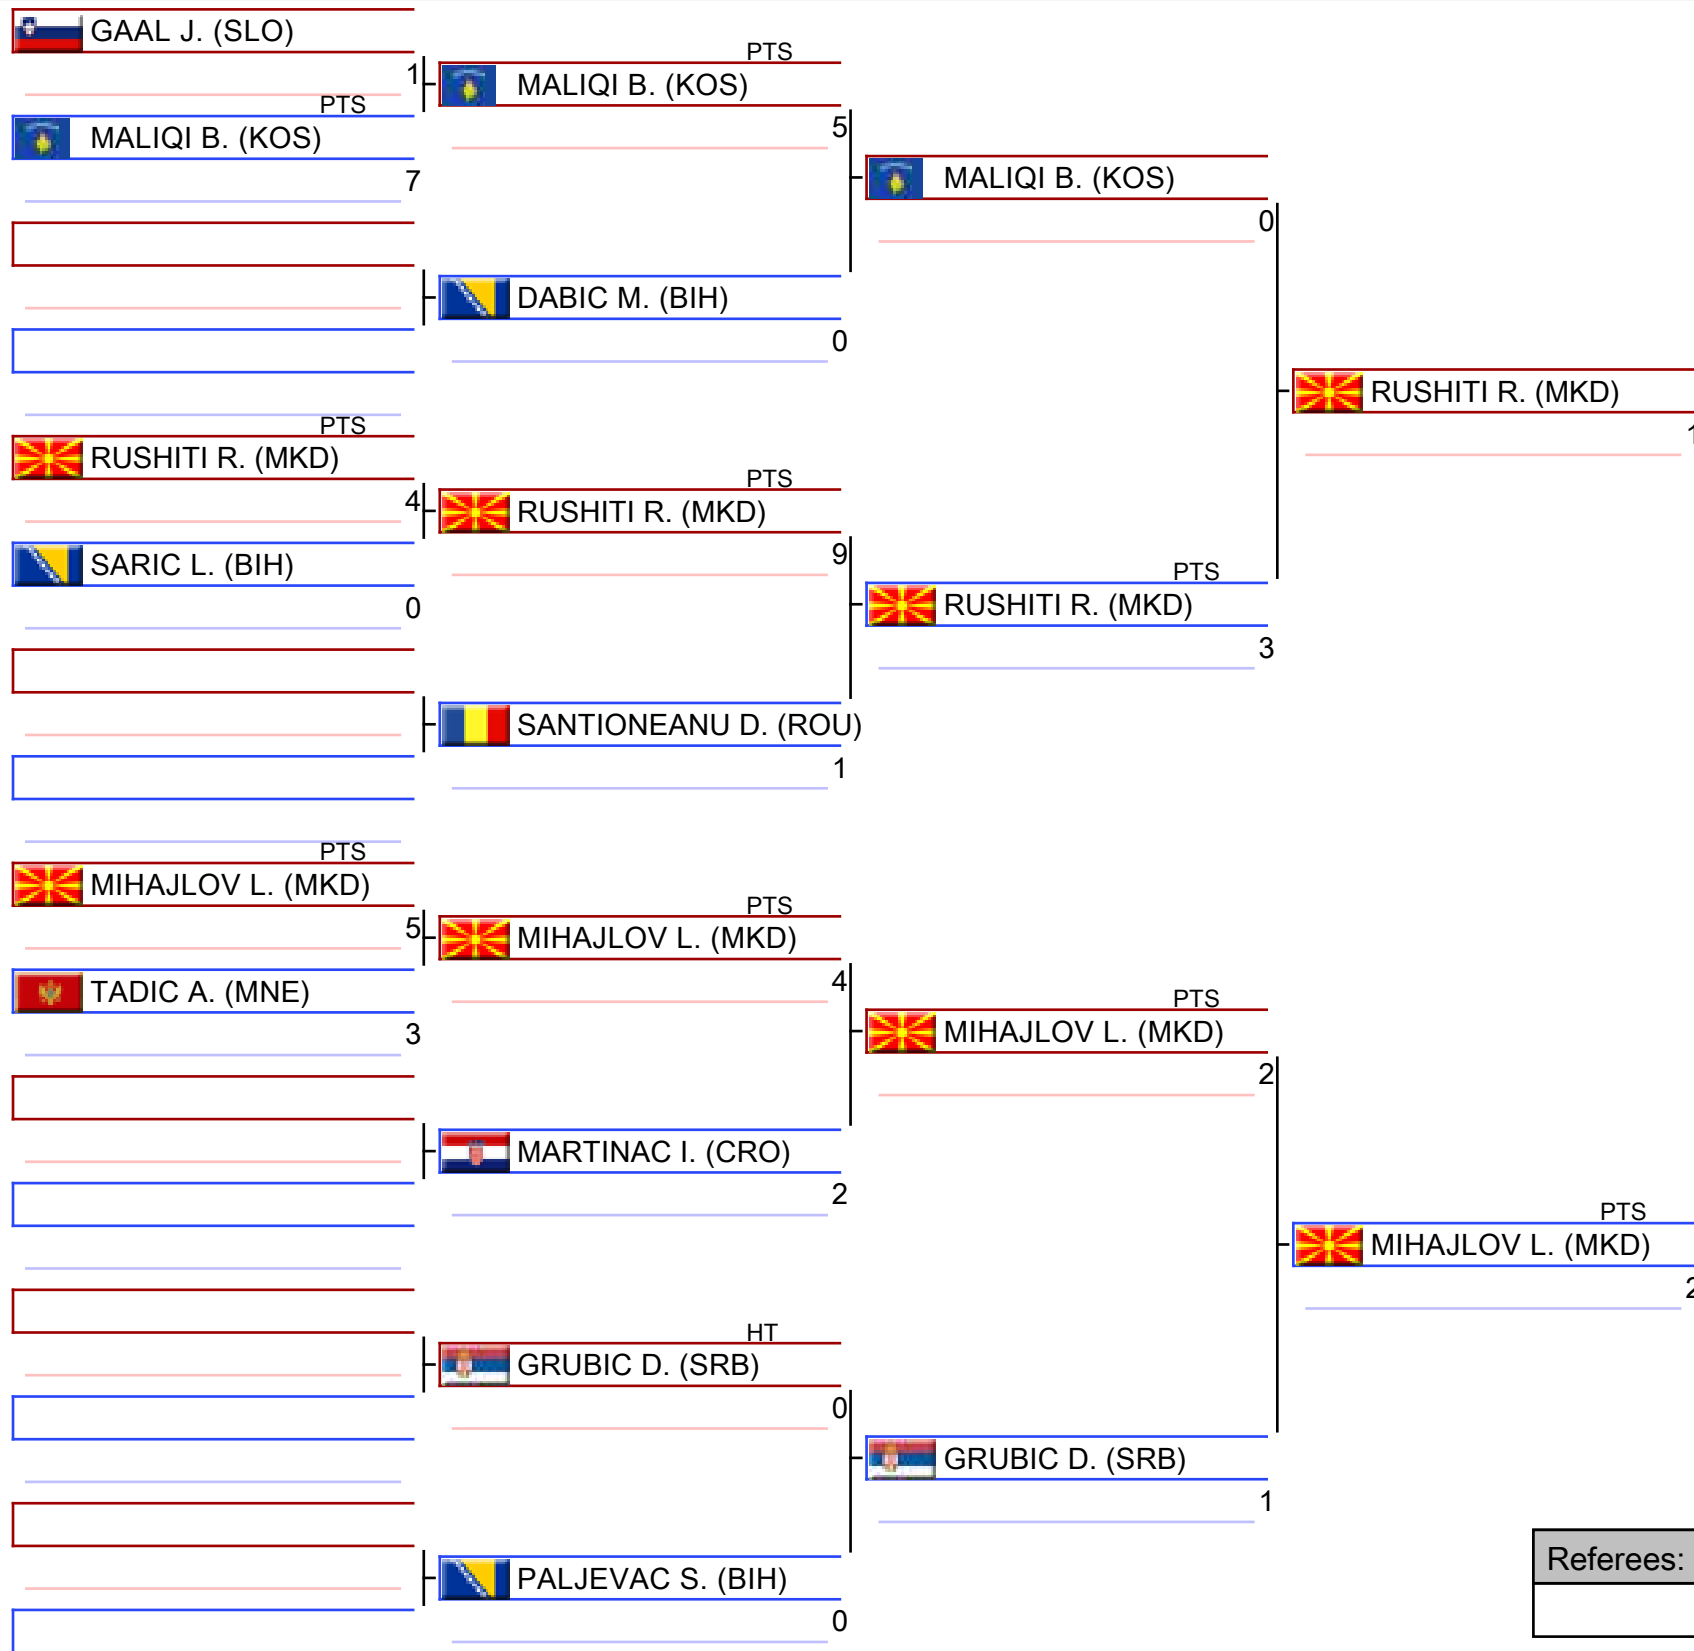 GAAL J. (SLO)
1
PTS
MALIQI B. (KOS)
7
PTS
RUSHITI R. (MKD)
4
SARIC L. (BIH)
0
PTS
MIHAJLOV L. (MKD)
5
TADIC A. (MNE)
3
PTS
MALIQI B. (KOS)
5
DABIC M. (BIH)
0
PTS
RUSHITI R. (MKD)
9
SANTIONEANU D. (ROU)
1
PTS
MIHAJLOV L. (MKD)
4
MARTINAC I. (CRO)
2
HT
GRUBIC D. (SRB)
0
PALJEVAC S. (BIH)
0
MALIQI B. (KOS)
0
PTS
RUSHITI R. (MKD)
3
PTS
MIHAJLOV L. (MKD)
2
GRUBIC D. (SRB)
1
RUSHITI R. (MKD)
1
PTS
MIHAJLOV L. (MKD)
2
Referees: